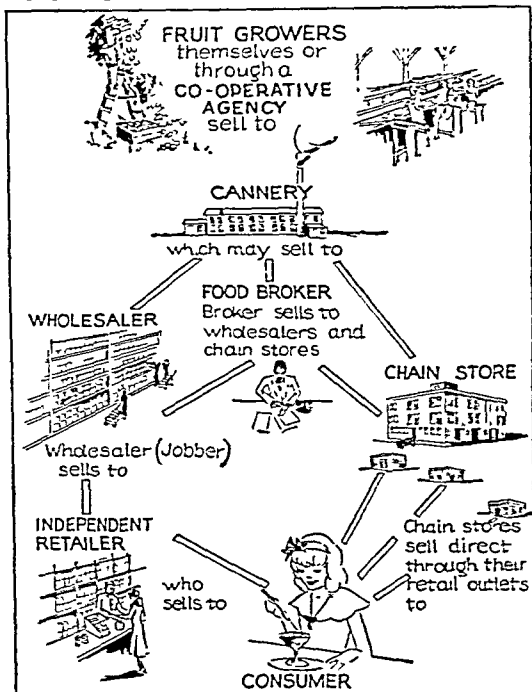 FRUIT GROWERS
themselves or
through a
CO-OPERATIVE
AGENCY
sell to
CANNERY
which may sell to
FOOD BROKER
Broker sells to
wholesalers and
chain stores
WHOLESALER
CHAIN STORE
Wholesaler (Jobber)
sells to
INDEPENDENT
RETAILER
who
sells to
Chain stores
sell direct
through their
retail outlets
to
CONSUMER